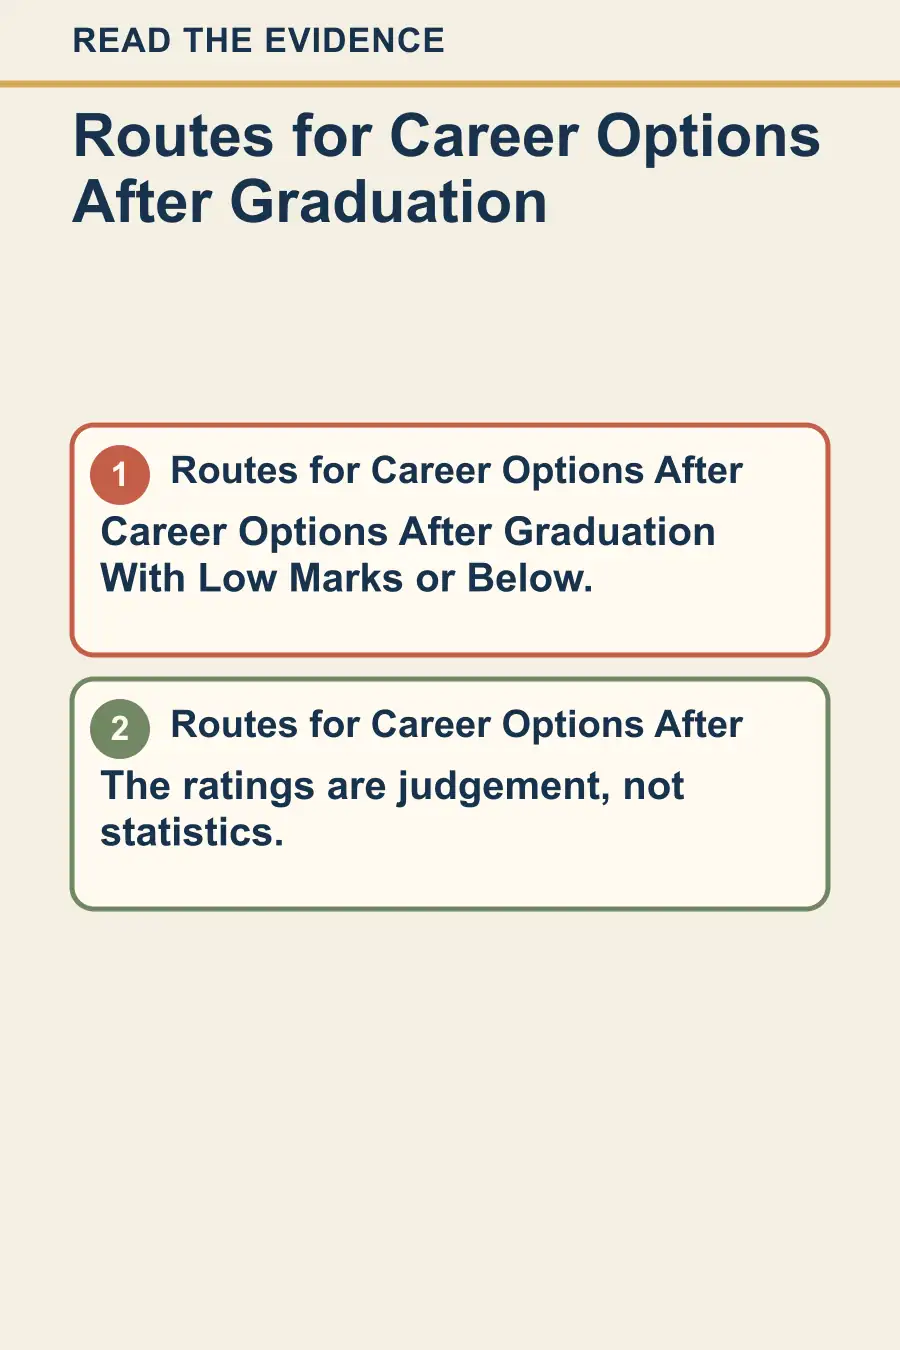 READ THE EVIDENCE
Routes for Career Options
After Graduation
1
Routes for Career Options After
Career Options After Graduation
With Low Marks or Below.
2
Routes for Career Options After
The ratings are judgement, not
statistics.